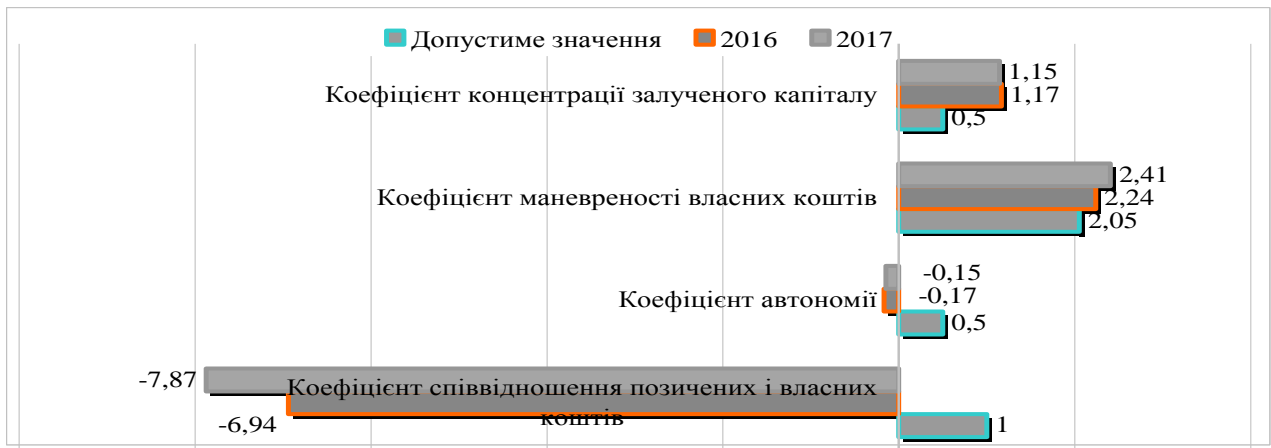 Допустиме значення 2016 2017
1,15
Коефіцієнт концентрації залученого капіталу
1,17
0,5
2,41
Коефіцієнт маневреності власних коштів
2,24
2,05
-0,15
Коефіцієнт автономії
-0,17
0,5
-7,87
Коефіцієнт співвідношення позичених і власних
коштів
-6,94
1